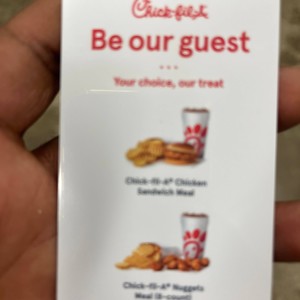 Chick-fil-A
Be our guest
Your choice, our treat
Chick-fil-A® Chicken
Sandwich Meal
Chick-fil-A® Nuggets
Meal (8-count)